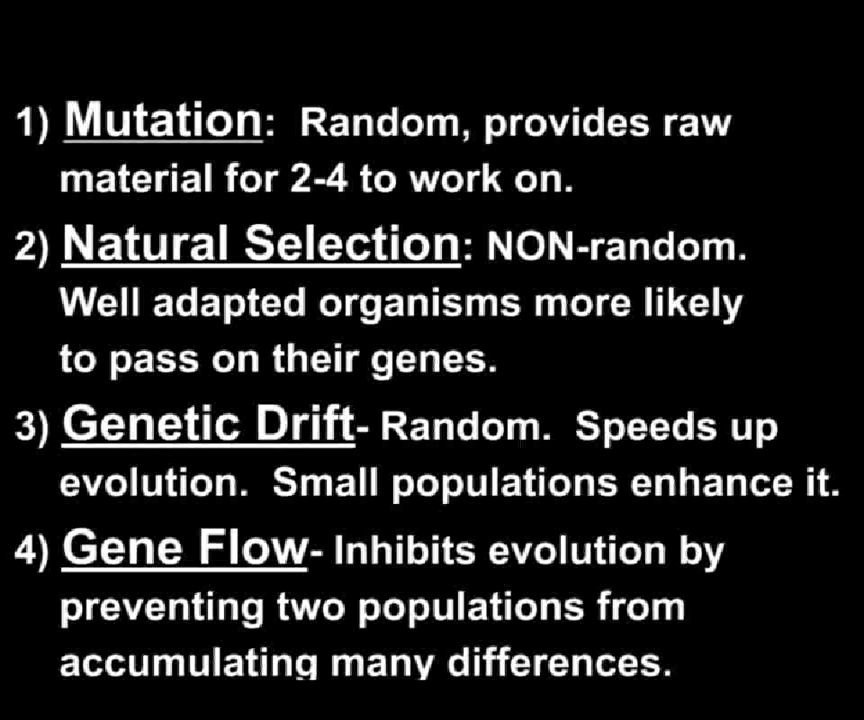 1) Mutation: Random, provides raw
material for 2-4 to work on.
2) Natural Selection: NON-random.
Well adapted organisms more likely
to pass on their genes.
3) Genetic Drift- Random. Speeds up
evolution. Small populations enhance it.
4) Gene Flow- Inhibits evolution by
preventing two populations from
accumulating many differences.